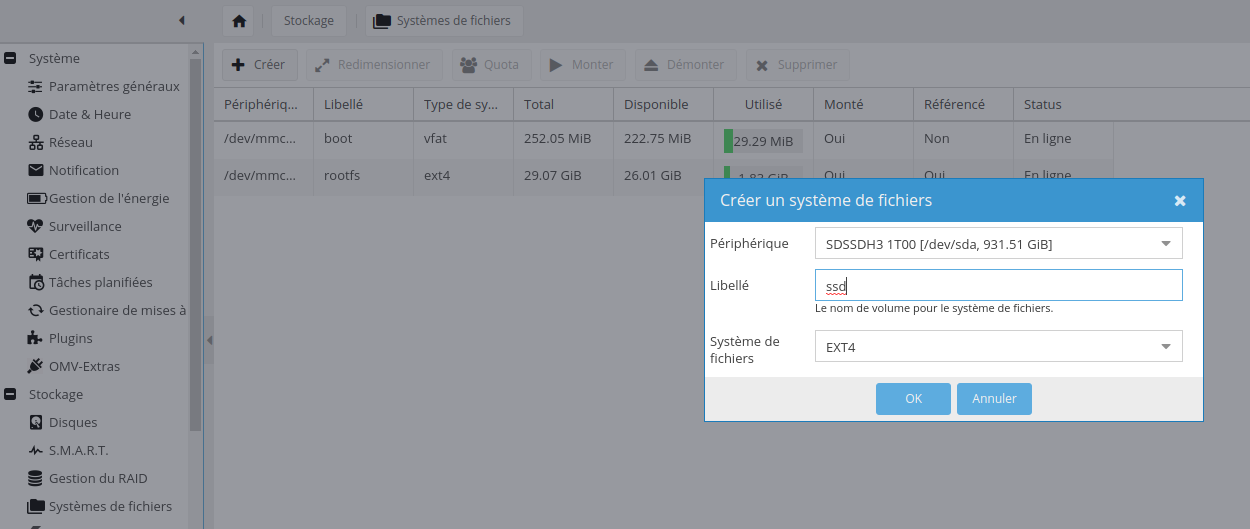 Stockage
Systèmes de fichiers
Créer
Redimensionner
Quota
Monter
Démonter
Supprimer
Système
Paramètres généraux
Date & Heure
Réseau
Notification
Gestion de l'énergie
Surveillance
Certificats
Tâches planifiées
Gestionaire de mises à
Plugins
OMV-Extras
Stockage
Disques
S.M.A.R.T.
Gestion du RAID
Systèmes de fichiers
Périphériq... Libellé Type de sy... Total Disponible Utilisé Monté Référencé Status
/dev/mmc... boot vfat 252.05 MiB 222.75 MiB 29.29 MiB Oui Non En ligne
/dev/mmc... rootfs ext4 29.07 GiB 26.01 GiB 1.82 GiB Oui Oui En ligne
Créer un système de fichiers
Périphérique SDSSDH3 1T00 [/dev/sda, 931.51 GiB]
Libellé ssd
Le nom de volume pour le système de fichiers.
Système de fichiers EXT4
OK Annuler